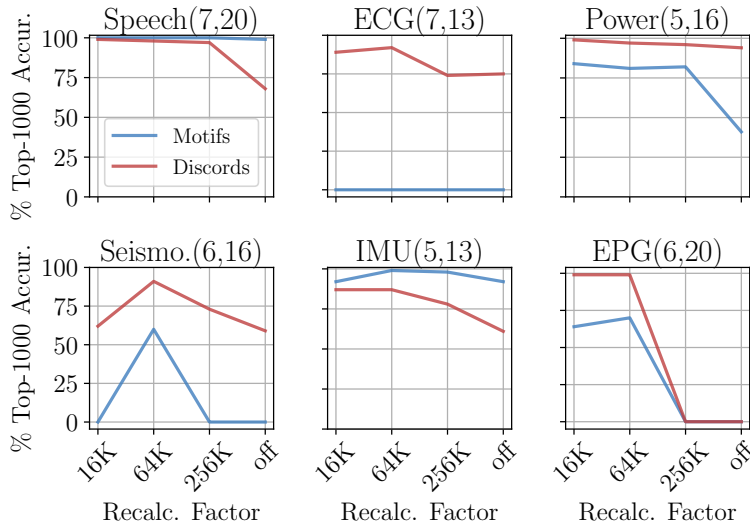 Speech(7,20)
ECG(7,13)
Power(5,16)
% Top-1000 Accur.
100
75
50
25
0
Motifs
Discords
Seismo.(6,16)
IMU(5,13)
EPG(6,20)
% Top-1000 Accur.
100
75
50
25
0
16K 64K 256K off
16K 64K 256K off
16K 64K 256K off
Recalc. Factor
Recalc. Factor
Recalc. Factor